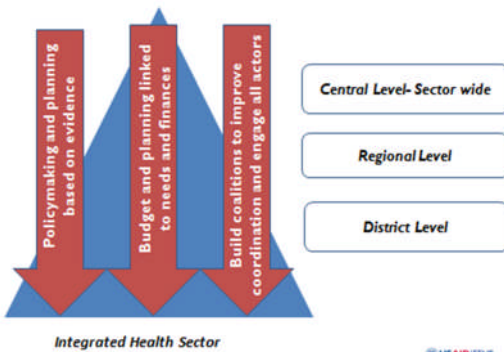 Policymaking and planning
based on evidence
Budget and planning linked
to needs and finances
Build coalitions to improve
coordination and engage all actors
Central Level- Sector wide
Regional Level
District Level
Integrated Health Sector